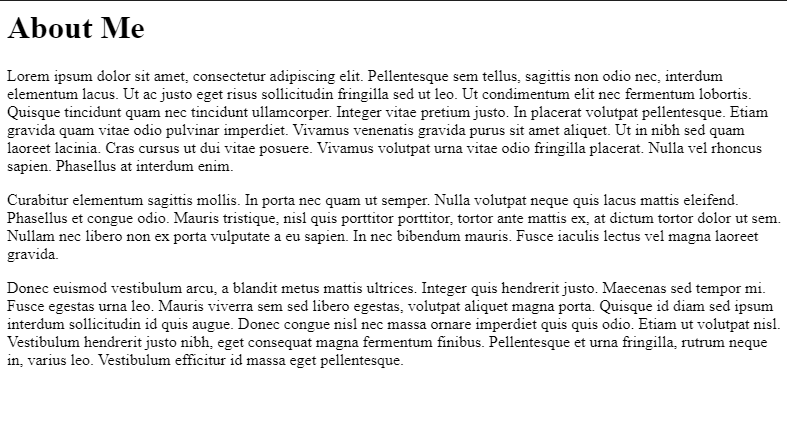 About Me
Lorem ipsum dolor sit amet, consectetur adipiscing elit. Pellentesque sem tellus, sagittis non odio nec, interdum
elementum lacus. Ut ac justo eget risus sollicitudin fringilla sed ut leo. Ut condimentum elit nec fermentum lobortis.
Quisque tincidunt quam nec tincidunt ullamcorper. Integer vitae pretium justo. In placerat volutpat pellentesque. Etiam
gravida quam vitae odio pulvinar imperdiet. Vivamus venenatis gravida purus sit amet aliquet. Ut in nibh sed quam
laoreet lacinia. Cras cursus ut dui vitae posuere. Vivamus volutpat urna vitae odio fringilla placerat. Nulla vel rhoncus
sapien. Phasellus at interdum enim.
Curabitur elementum sagittis mollis. In porta nec quam ut semper. Nulla volutpat neque quis lacus mattis eleifend.
Phasellus et congue odio. Mauris tristique, nisl quis porttitor porttitor, tortor ante mattis ex, at dictum tortor dolor ut sem.
Nullam nec libero non ex porta vulputate a eu sapien. In nec bibendum mauris. Fusce iaculis lectus vel magna laoreet
gravida.
Donec euismod vestibulum arcu, a blandit metus mattis ultrices. Integer quis hendrerit justo. Maecenas sed tempor mi.
Fusce egestas urna leo. Mauris viverra sem sed libero egestas, volutpat aliquet magna porta. Quisque id diam sed ipsum
interdum sollicitudin id quis augue. Donec congue nisl nec massa ornare imperdiet quis quis odio. Etiam ut volutpat nisl.
Vestibulum hendrerit justo nibh, eget consequat magna fermentum finibus. Pellentesque et urna fringilla, rutrum neque
in, varius leo. Vestibulum efficitur id massa eget pellentesque.